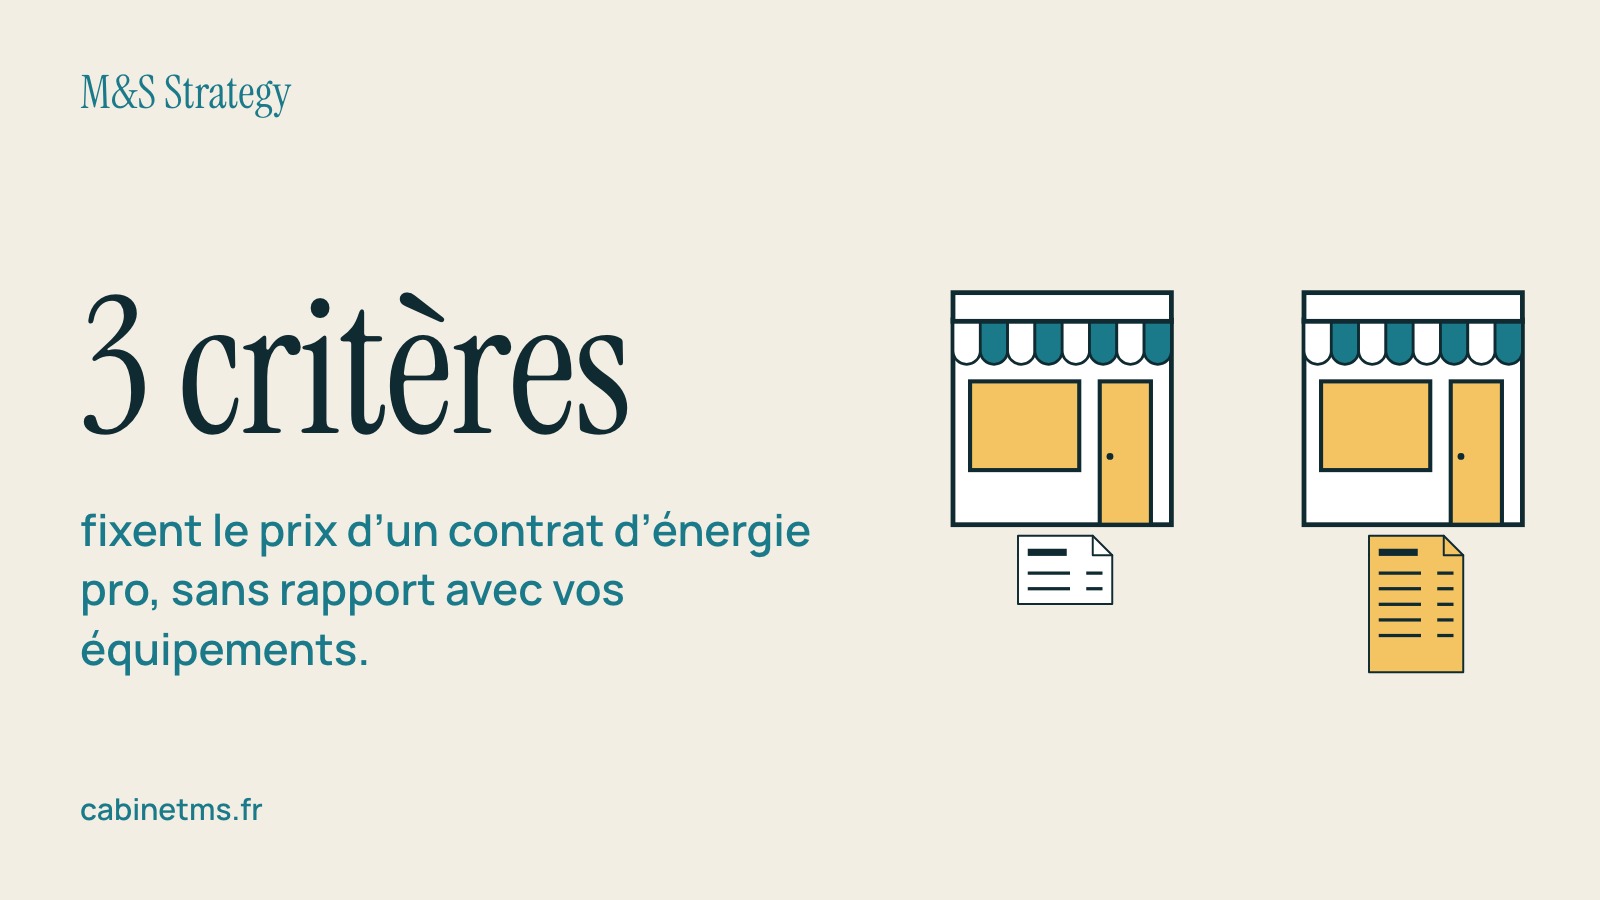 M&S Strategy
3 critères
fixent le prix d’un contrat d’énergie
pro, sans rapport avec vos
équipements.
cabinetms.fr